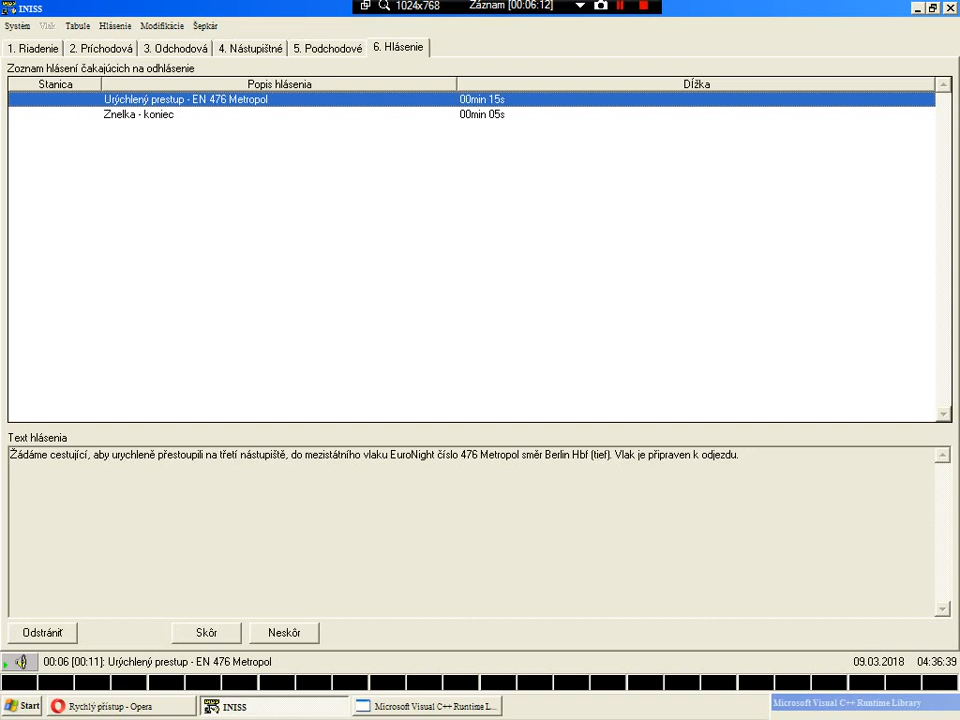 1024x768 Záznam [00:06:12]
INISS
Systém Vlak Tabule Hlásenie Modifikácie Šepkár
1. Riadenie 2. Príchodová 3. Odchodová 4. Nástupištné 5. Podchodové 6. Hlásenie
Zoznam hlásení čakajúcich na odhlásenie
Stanica Popis hlásenia Dĺžka
Urýchlený prestup - EN 476 Metropol 00min 15s
Znelka - koniec 00min 05s
Text hlásenia
Žádáme cestující, aby urychleně přestoupili na třetí nástupiště, do mezistátního vlaku EuroNight číslo 476 Metropol směr Berlin Hbf (tief). Vlak je připraven k odjezdu.
Odstrániť Skôr Neskôr
00:06 [00:11]: Urýchlený prestup - EN 476 Metropol 09.03.2018 04:36:39
Start Rychlý přístup - Opera INISS Microsoft Visual C++ Runtime L... Microsoft Visual C++ Runtime Library